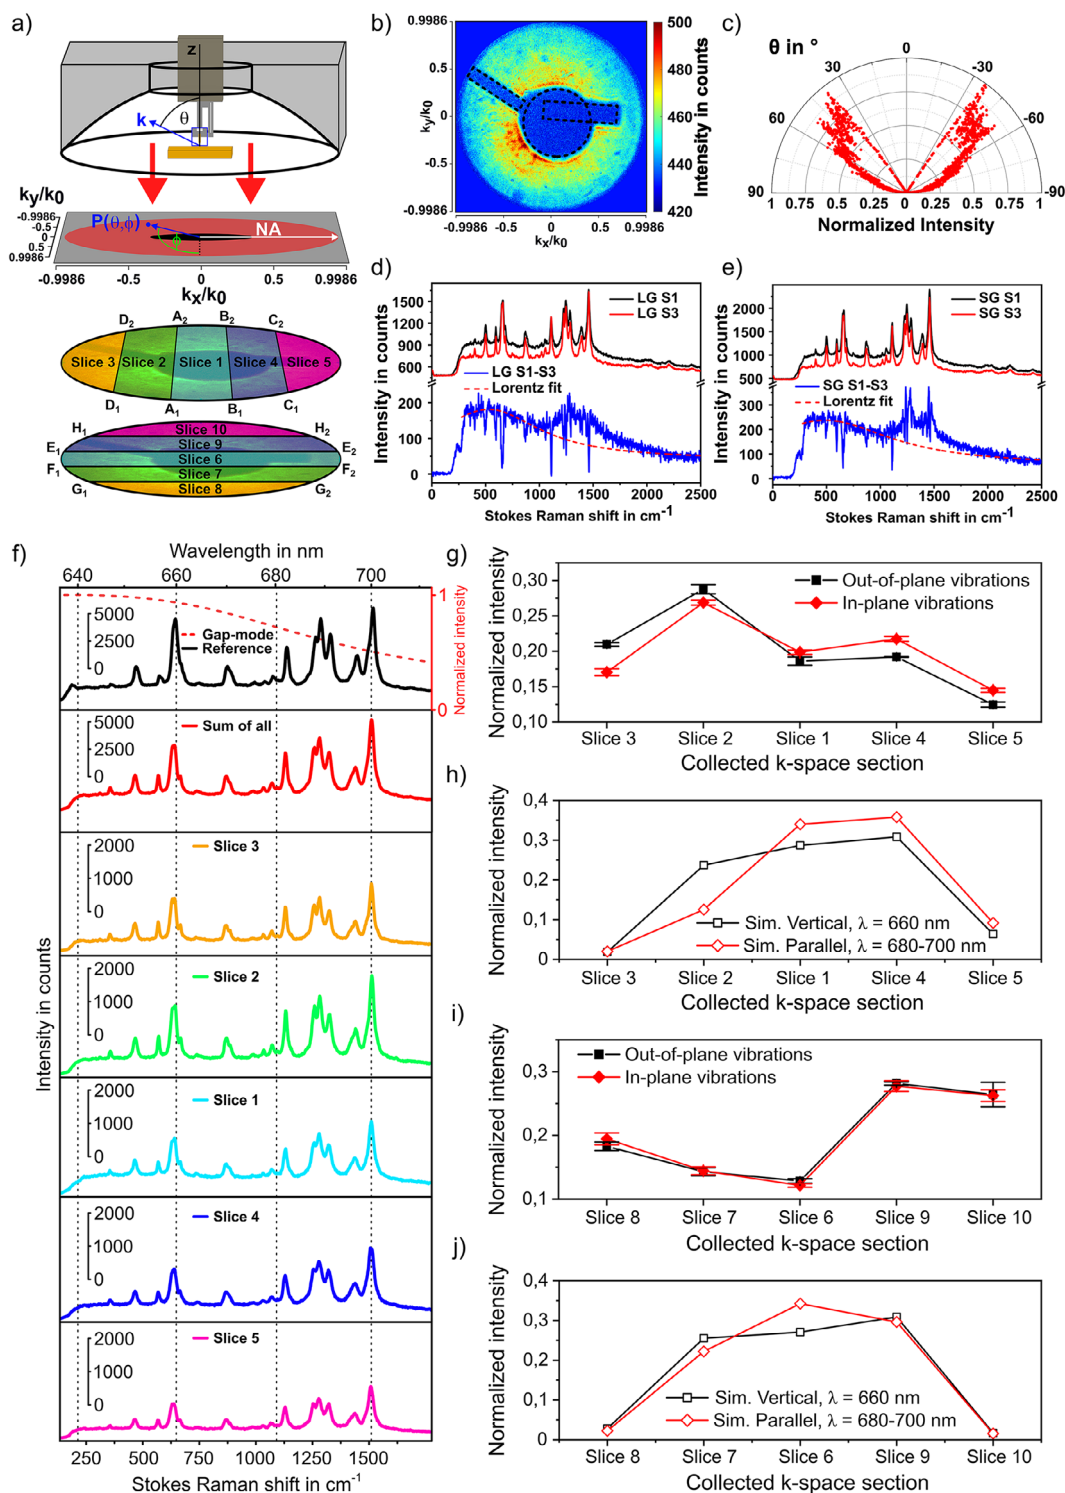 a)
z
θ
k
ky/k0
-0.9986
-0.5
0
0.5
0.9986
P(θ,ϕ)
ϕ
NA
-0.9986 -0.5 0 0.5 0.9986
kx/k0
D2 A2 B2 C2
Slice 3 Slice 2 Slice 1 Slice 4 Slice 5
D1 A1 B1 C1
H1 Slice 10 H2
E1 Slice 9 E2
Slice 6
F1 Slice 7 F2
G1 Slice 8 G2
b)
0.9986
0.5
0
-0.5
-0.9986
ky/k0
-0.9986 -0.5 0 0.5 0.9986
kx/k0
500
480
460
440
420
Intensity in counts
c)
θ in °
0
30 -30
60 -60
90 -90
1 0.75 0.5 0.25 0.0 0.25 0.5 0.75 1
Normalized Intensity
d)
Intensity in counts
1500
1200
900
600
LG S1
LG S3
200
100
0
LG S1-S3
Lorentz fit
0 500 1000 1500 2000 2500
Stokes Raman shift in cm-1
e)
Intensity in counts
2500
2000
1500
1000
500
SG S1
SG S3
400
300
200
100
0
SG S1-S3
Lorentz fit
0 500 1000 1500 2000 2500
Stokes Raman shift in cm-1
f)
Wavelength in nm
640 660 680 700
5000
2500
0
Gap-mode
Reference
1
0
Normalized intensity
5000
2500
0
Sum of all
2000
1000
0
Slice 3
2000
1000
0
Slice 2
2000
1000
0
Slice 1
2000
1000
0
Slice 4
2000
1000
0
Slice 5
Intensity in counts
250 500 750 1000 1250 1500
Stokes Raman shift in cm-1
g)
Normalized intensity
0,30
0,25
0,20
0,15
0,10
Out-of-plane vibrations
In-plane vibrations
Slice 3 Slice 2 Slice 1 Slice 4 Slice 5
Collected k-space section
h)
Normalized intensity
0,4
0,3
0,2
0,1
0
Sim. Vertical, λ = 660 nm
Sim. Parallel, λ = 680-700 nm
Slice 3 Slice 2 Slice 1 Slice 4 Slice 5
Collected k-space section
i)
Normalized intensity
0,3
0,2
0,1
Out-of-plane vibrations
In-plane vibrations
Slice 8 Slice 7 Slice 6 Slice 9 Slice 10
Collected k-space section
j)
Normalized intensity
0,4
0,3
0,2
0,1
0
Sim. Vertical, λ = 660 nm
Sim. Parallel, λ = 680-700 nm
Slice 8 Slice 7 Slice 6 Slice 9 Slice 10
Collected k-space section